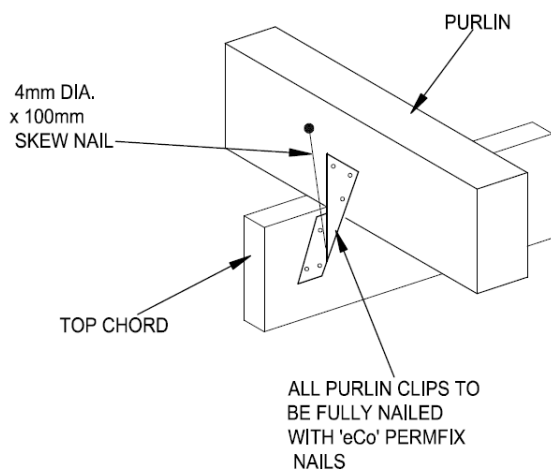 PURLIN
4mm DIA.
x 100mm
SKEW NAIL
TOP CHORD
ALL PURLIN CLIPS TO
BE FULLY NAILED
WITH 'eCo' PERMFIX
NAILS